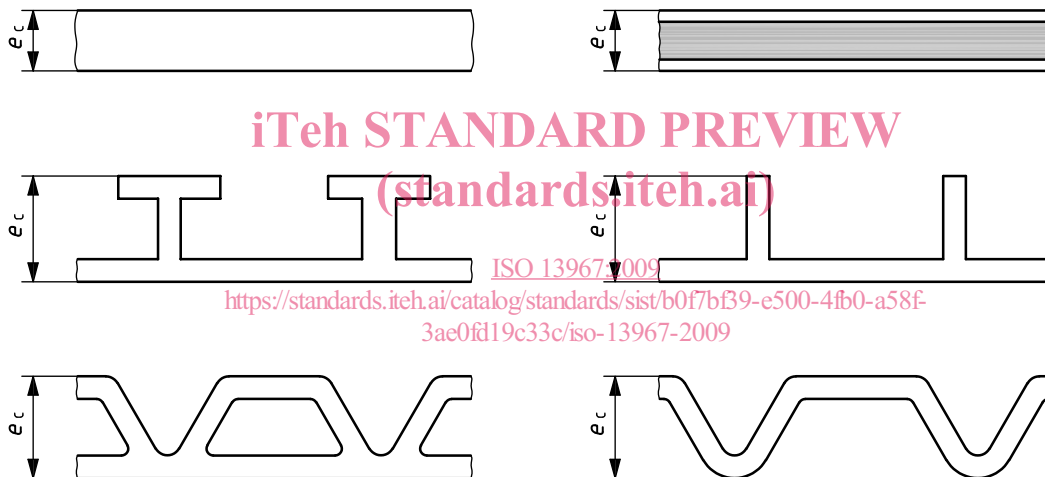 e c
e c
iTeh STANDARD PREVIEW
(standards.iteh.ai)
e c
e c
ISO 13967:2009
https://standards.iteh.ai/catalog/standards/sist/b0f7bf39-e500-4fb0-a58f-
3ae0fd19c33c/iso-13967-2009
e c
e c